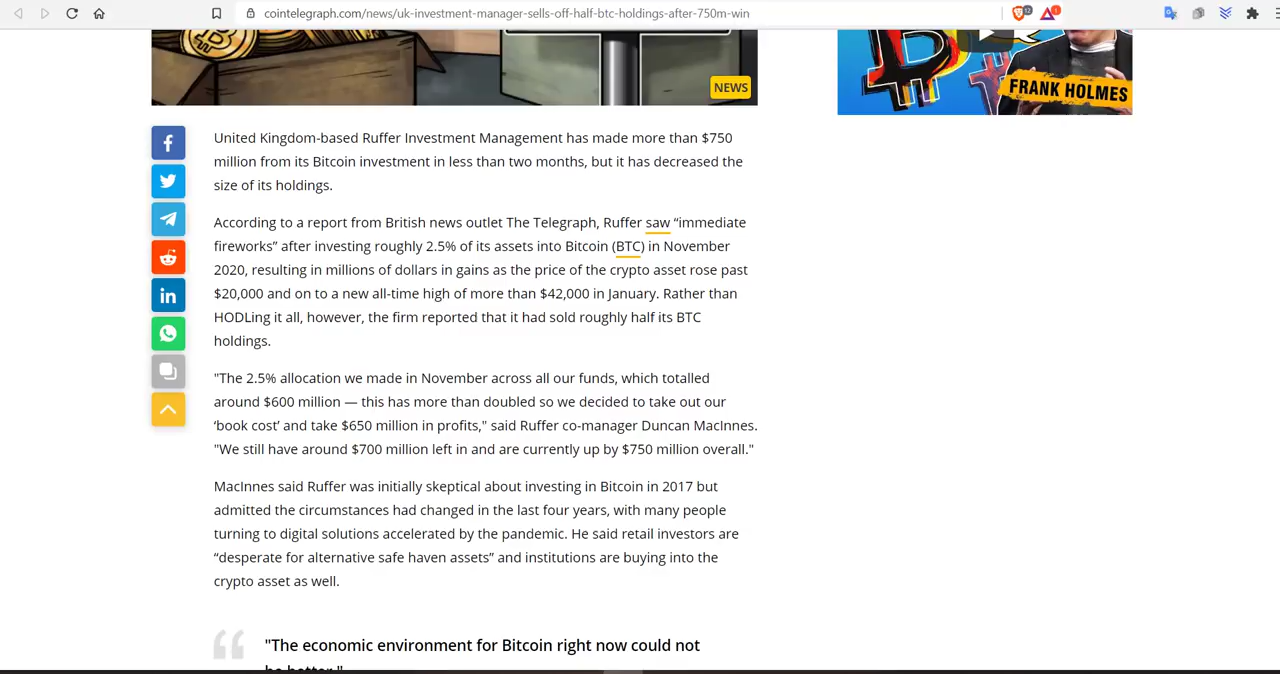 cointelegraph.com/news/uk-investment-manager-sells-off-half-btc-holdings-after-750m-win
12
1
NEWS
FRANK HOLMES
United Kingdom-based Ruffer Investment Management has made more than $750
million from its Bitcoin investment in less than two months, but it has decreased the
size of its holdings.
According to a report from British news outlet The Telegraph, Ruffer saw “immediate
fireworks” after investing roughly 2.5% of its assets into Bitcoin (BTC) in November
2020, resulting in millions of dollars in gains as the price of the crypto asset rose past
$20,000 and on to a new all-time high of more than $42,000 in January. Rather than
HODLing it all, however, the firm reported that it had sold roughly half its BTC
holdings.
"The 2.5% allocation we made in November across all our funds, which totalled
around $600 million — this has more than doubled so we decided to take out our
‘book cost’ and take $650 million in profits," said Ruffer co-manager Duncan MacInnes.
"We still have around $700 million left in and are currently up by $750 million overall."
MacInnes said Ruffer was initially skeptical about investing in Bitcoin in 2017 but
admitted the circumstances had changed in the last four years, with many people
turning to digital solutions accelerated by the pandemic. He said retail investors are
“desperate for alternative safe haven assets” and institutions are buying into the
crypto asset as well.
"The economic environment for Bitcoin right now could not
be better."